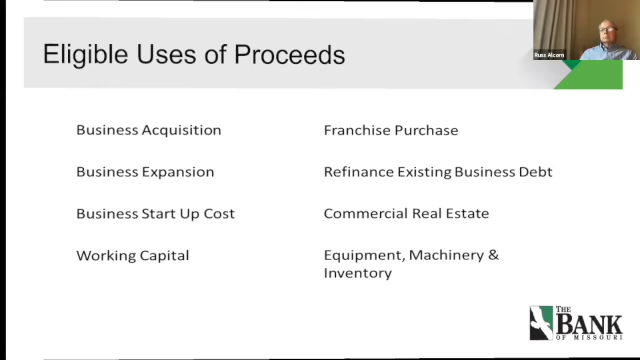 Eligible Uses of Proceeds
Russ Alcorn
Business Acquisition
Franchise Purchase
Business Expansion
Refinance Existing Business Debt
Business Start Up Cost
Commercial Real Estate
Working Capital
Equipment, Machinery &
Inventory
THE
BANK
OF MISSOURI